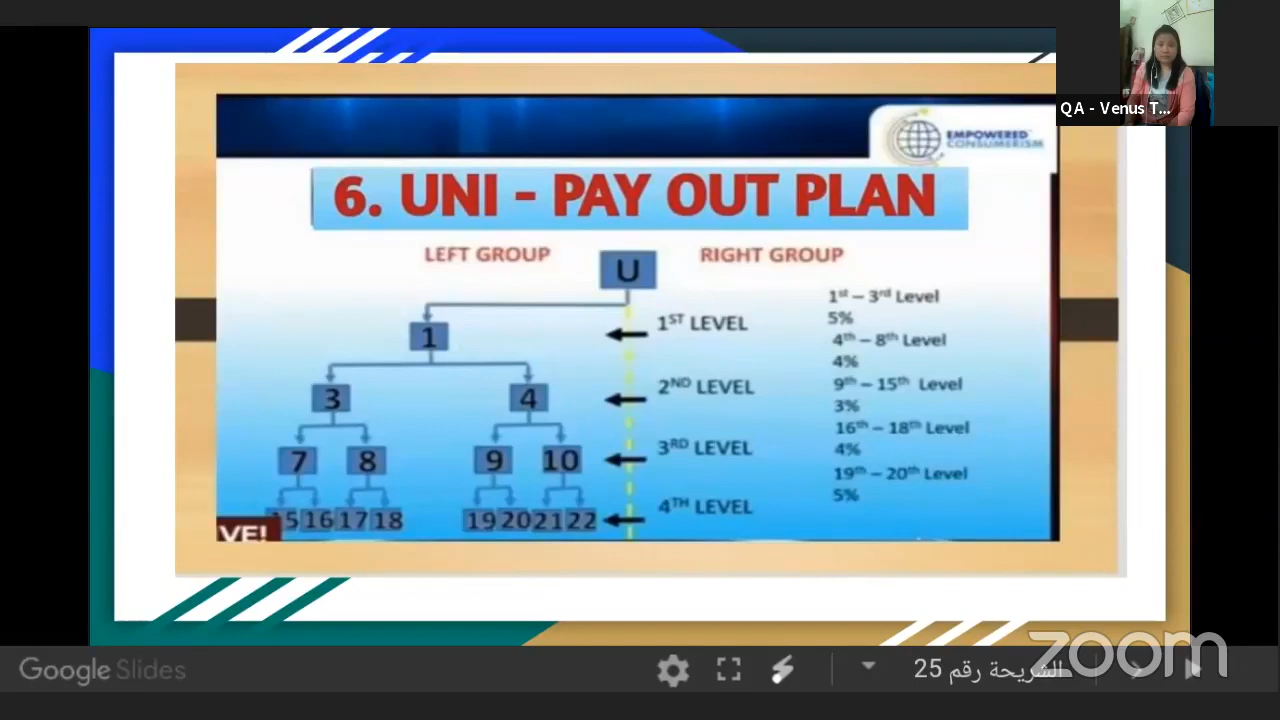 QA - Venus T...
EMPOWERED
CONSUMERISM
6. UNI - PAY OUT PLAN
LEFT GROUP
U
RIGHT GROUP
1
1ST LEVEL
3 4
2ND LEVEL
7 8 9 10
3RD LEVEL
15 16 17 18 19 20 21 22
4TH LEVEL
1st – 3rd Level
5%
4th – 8th Level
4%
9th – 15th Level
3%
16th – 18th Level
4%
19th – 20th Level
5%
VE!
Google Slides
الشريحة رقم 25
zoom